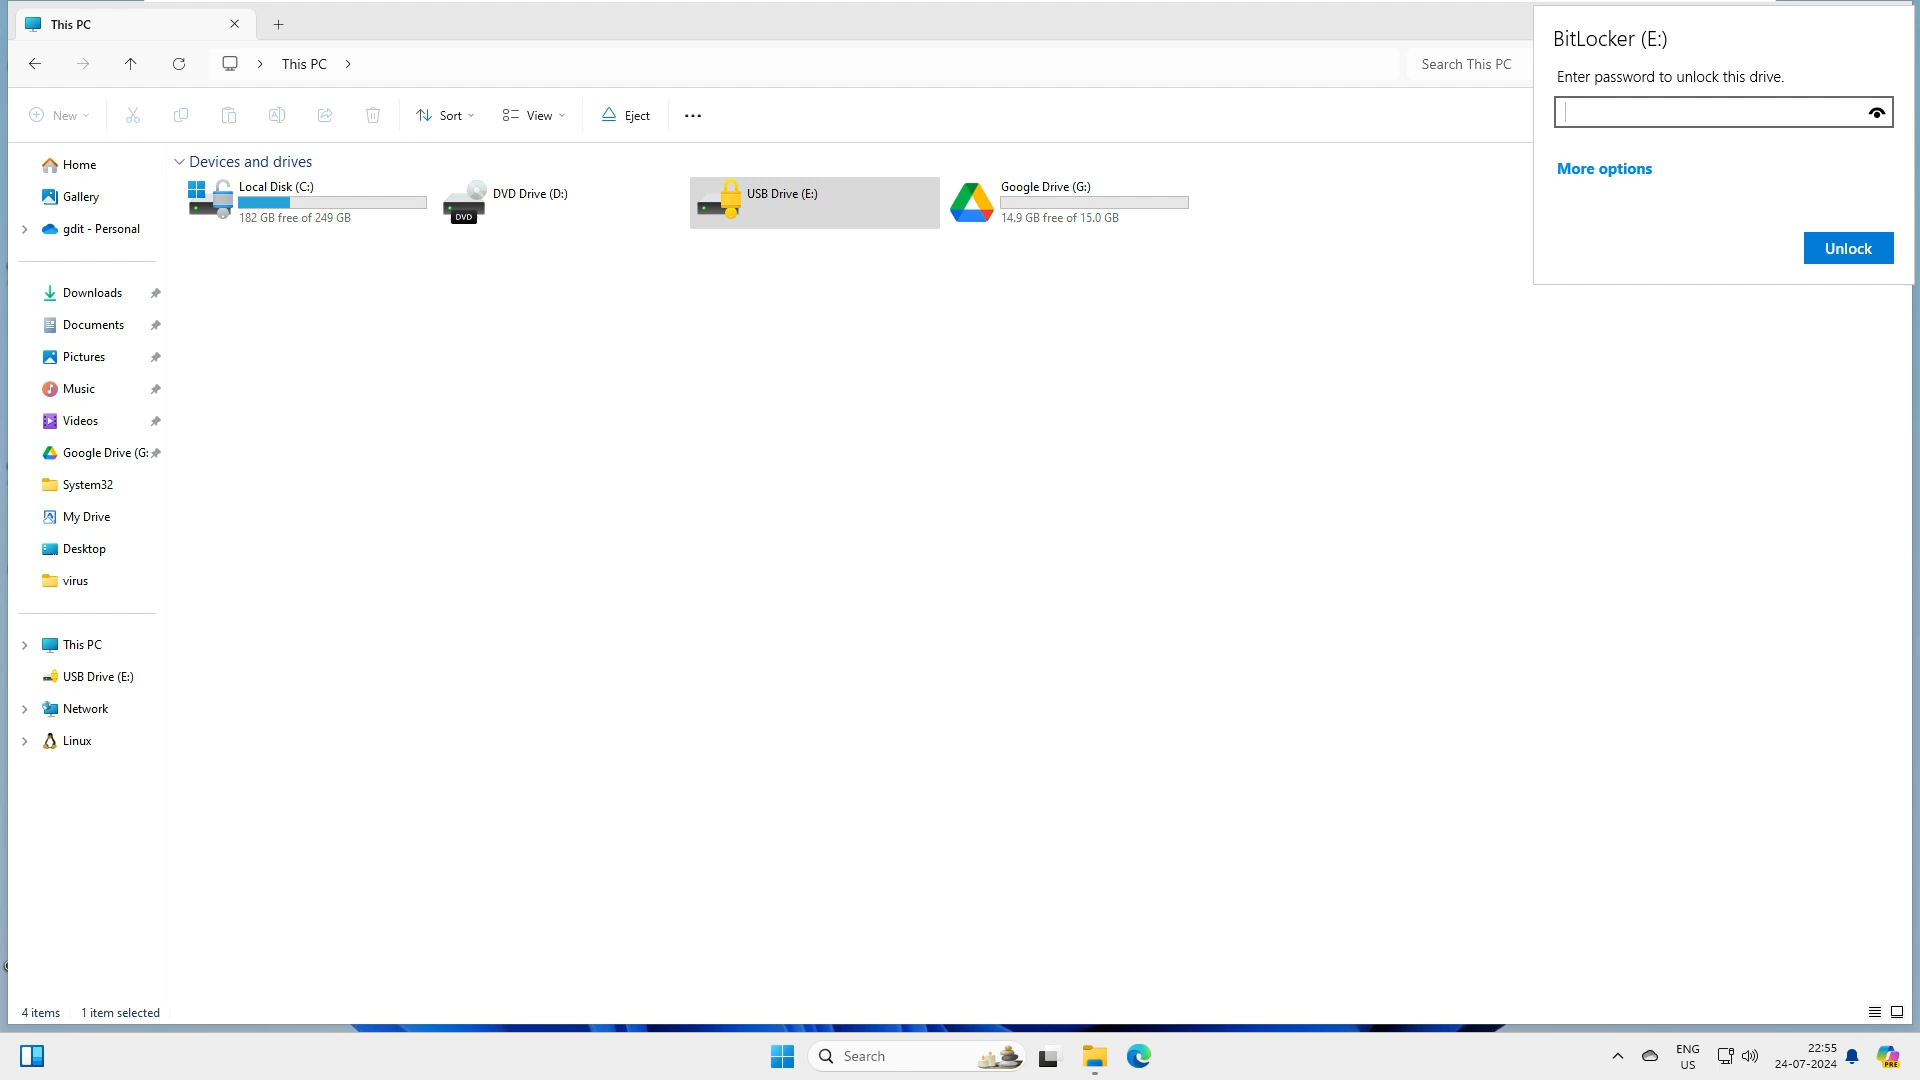 This PC
This PC
Search This PC
New
Sort
View
Eject
BitLocker (E:)
Enter password to unlock this drive.
More options
Unlock
Home
Gallery
gdit - Personal
Downloads
Documents
Pictures
Music
Videos
Google Drive (G:
System32
My Drive
Desktop
virus
This PC
USB Drive (E:)
Network
Linux
Devices and drives
Local Disk (C:)
182 GB free of 249 GB
DVD
DVD Drive (D:)
USB Drive (E:)
Google Drive (G:)
14.9 GB free of 15.0 GB
4 items
1 item selected
Search
ENG
US
22:55
24-07-2024
PRE